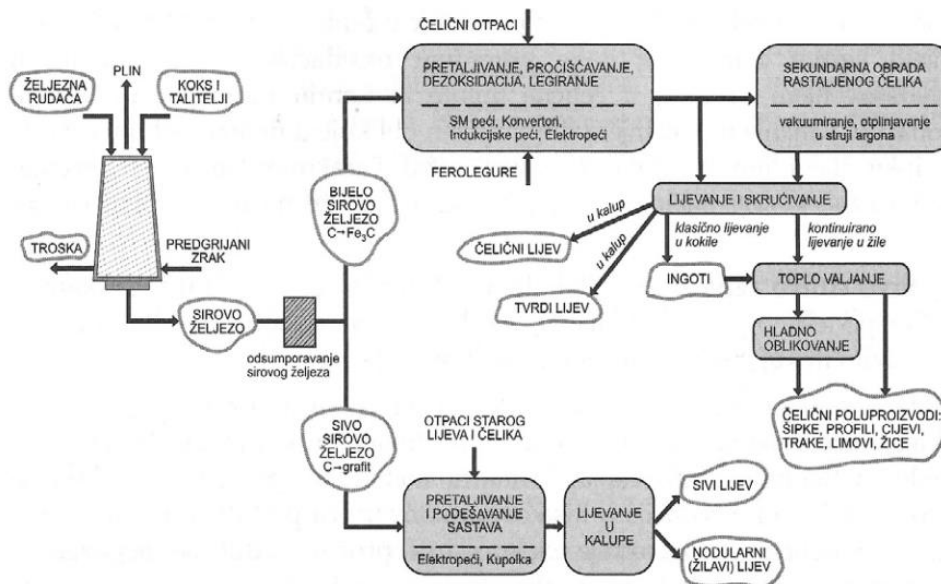 ŽELJEZNA
RUDAČA
PLIN
KOKS I
TALITELJI
TROSKA
PREDGRIJANI
ZRAK
SIROVO
ŽELJEZO
odsumporavanje
sirovog željeza
BIJELO
SIROVO
ŽELJEZO
C→Fe₃C
ČELIČNI OTPACI
PRETALJIVANJE, PROČIŠĆAVANJE,
DEZOKSIDACIJA, LEGIRANJE
SM peći, Konvertori,
Indukcijske peći, Elektropeći
FEROLEGURE
SEKUNDARNA OBRADA
RASTALJENOG ČELIKA
vakuumiranje, otplinjavanje
u struji argona
LIJEVANJE I SKRUĆIVANJE
u kalup
u kalup
klasično lijevanje
u kokile
kontinuirano
lijevanje u žile
ČELIČNI LIJEV
TVRDI LIJEV
INGOTI
TOPLO VALJANJE
HLADNO
OBLIKOVANJE
ČELIČNI POLUPROIZVODI:
ŠIPKE, PROFILI, CIJEVI,
TRAKE, LIMOVI, ŽICE
SIVO
SIROVO
ŽELJEZO
C→grafit
OTPACI STAROG
LIJEVA I ČELIKA
PRETALJIVANJE
I PODEŠAVANJE
SASTAVA
Elektropeći, Kupolka
LIJEVANJE
U
KALUPE
SIVI LIJEV
NODULARNI
(ŽILAVI) LIJEV